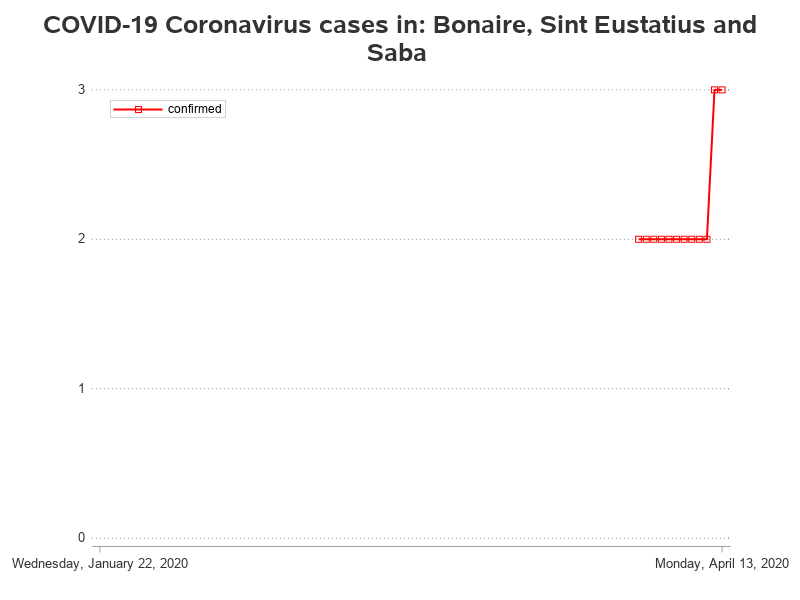 COVID-19 Coronavirus cases in: Bonaire, Sint Eustatius and
Saba
3
confirmed
2
1
0
Wednesday, January 22, 2020
Monday, April 13, 2020